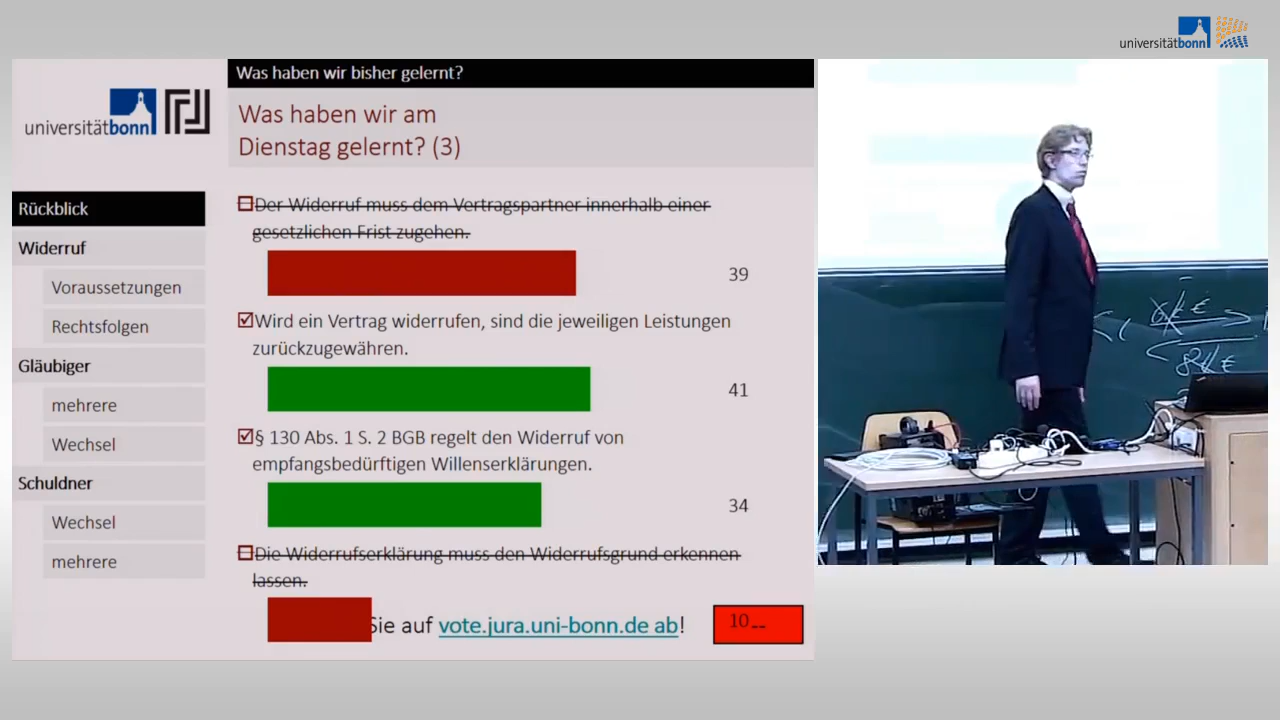 universitätbonn
Was haben wir bisher gelernt?
universitätbonn
Was haben wir am
Dienstag gelernt? (3)
Rückblick
Widerruf
Voraussetzungen
Rechtsfolgen
Gläubiger
mehrere
Wechsel
Schuldner
Wechsel
mehrere
Der Widerruf muss dem Vertragspartner innerhalb einer
gesetzlichen Frist zugehen.
39
Wird ein Vertrag widerrufen, sind die jeweiligen Leistungen
zurückzugewähren.
41
§ 130 Abs. 1 S. 2 BGB regelt den Widerruf von
empfangsbedürftigen Willenserklärungen.
34
Die Widerrufserklärung muss den Widerrufsgrund erkennen
lassen.
Sie auf vote.jura.uni-bonn.de ab!
10